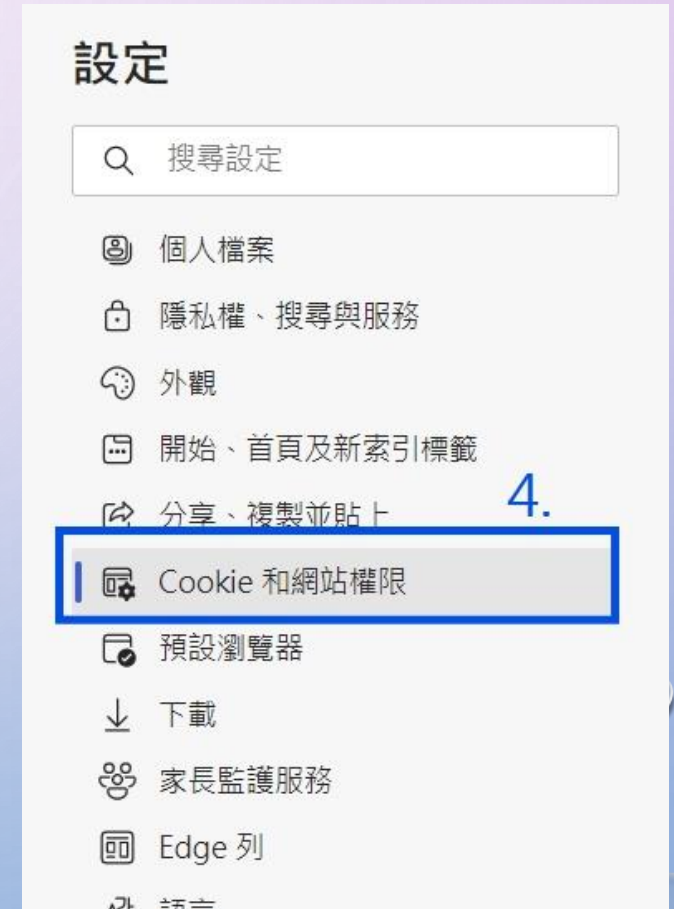 設定
搜尋設定
個人檔案
隱私權、搜尋與服務
外觀
開始、首頁及新索引標籤
分享、複製並貼上
4.
Cookie 和網站權限
預設瀏覽器
下載
家長監護服務
Edge 列
語言